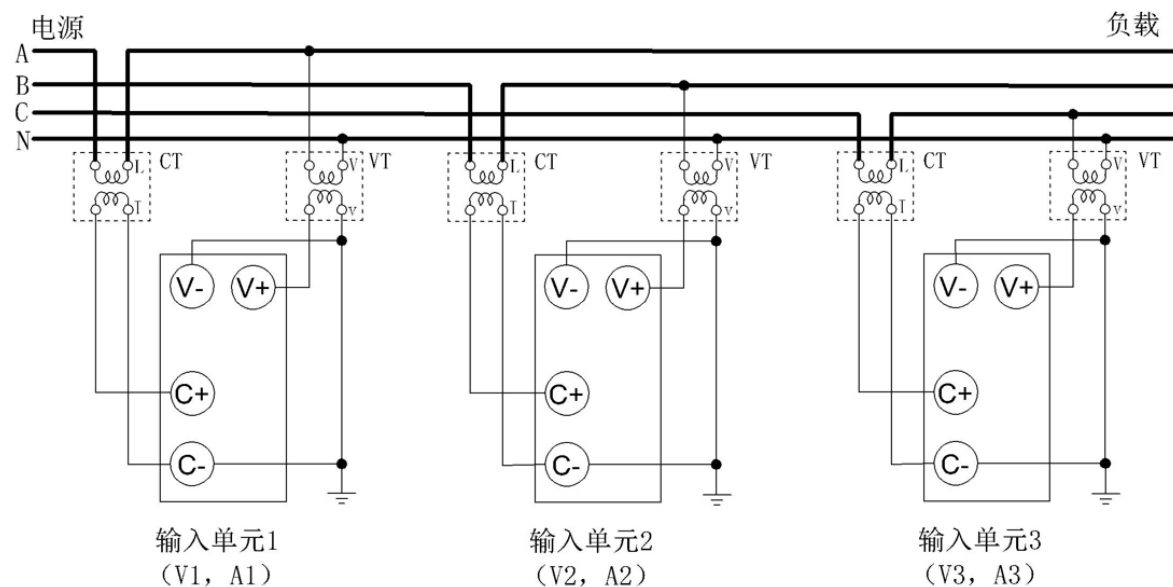 电源
负载
A
B
C
N
L CT V VT L CT V VT L CT V VT
I v I v I v
V- V+ V- V+ V- V+
C+ C+ C+
C- C- C-
输入单元1 输入单元2 输入单元3
(V1, A1) (V2, A2) (V3, A3)